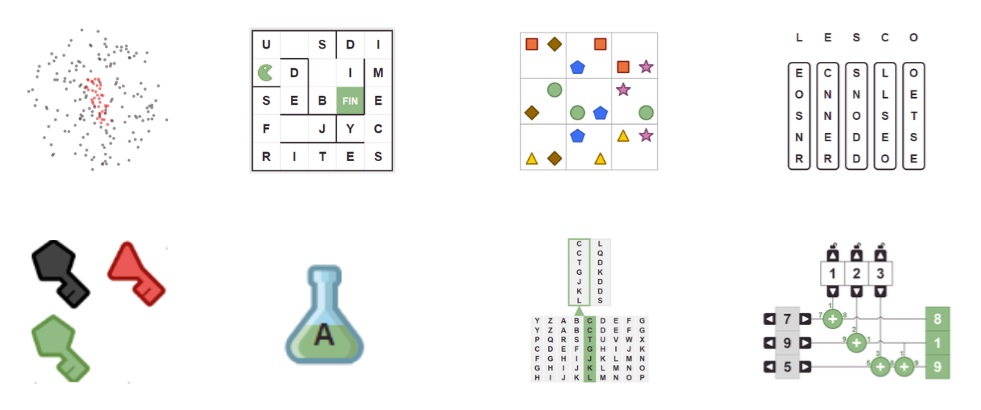 U S D I
D I M
S E B FIN E
F J Y C
R I T E S
L E S C O
E C S L O
O N N L E
S N O S T
N E D E S
R R D O E
A
C L
C Q
T D
G K
J D
K D
L S
Y Z A B C D E F G
Y Z A B C D E F G
P Q R S T U V W X
C D E F G H I J K
F G H I J K L M N
G H I J K L M N O
H I J K L M N O P
1 2 3
7 + 8
9 + 1
5 + + 9